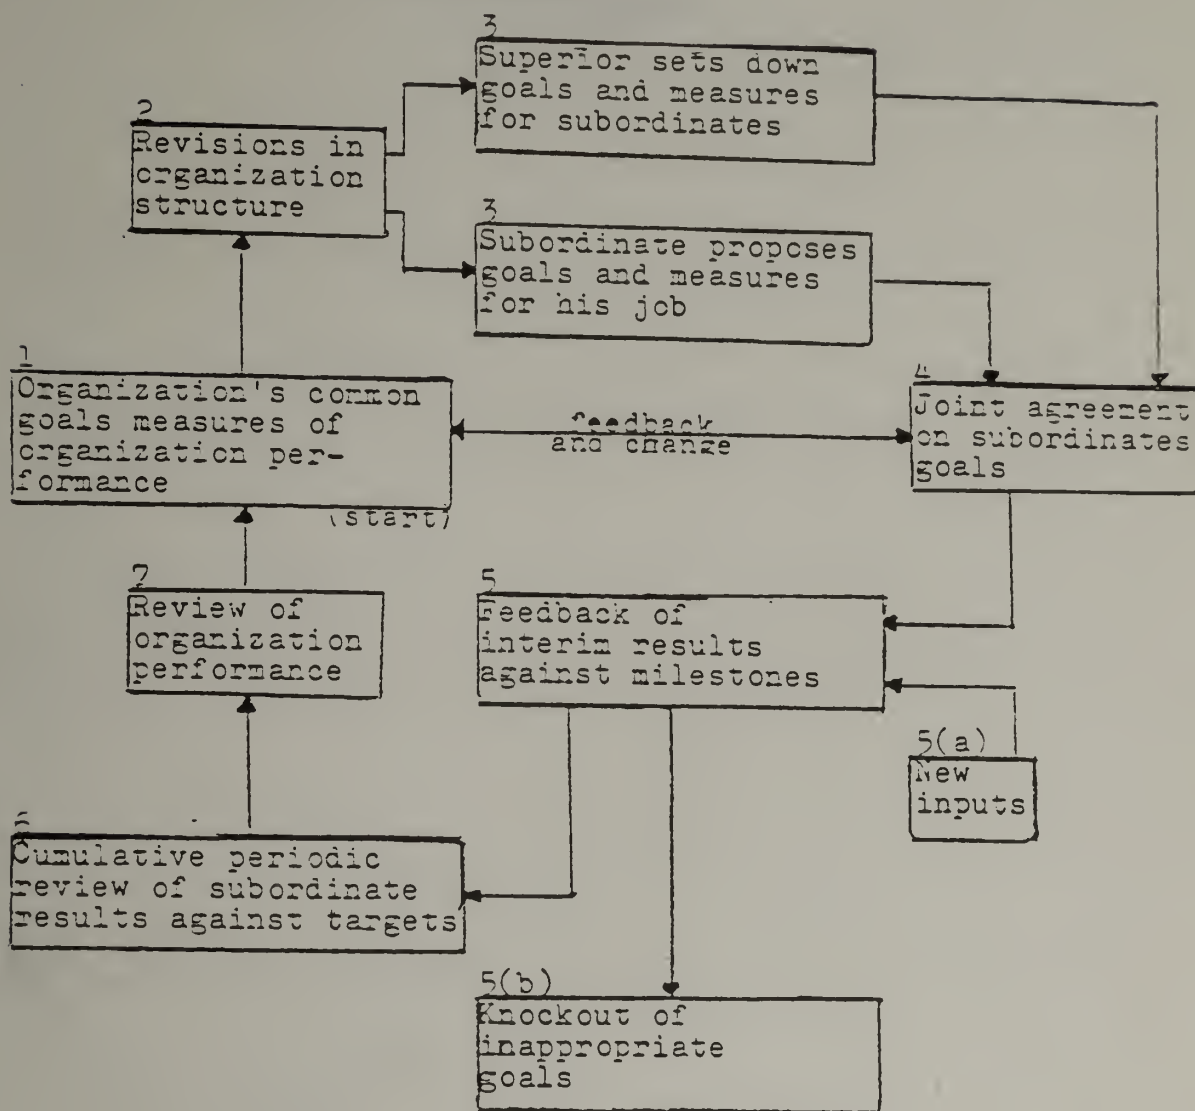 3
Superior sets down
goals and measures
for subordinates
2
Revisions in
organization
structure
3
Subordinate proposes
goals and measures
for his job
1
Organization's common
goals measures of
organization per-
formance
(start)
feedback
and change
4
Joint agreement
on subordinates
goals
7
Review of
organization
performance
5
Feedback of
interim results
against milestones
5(a)
New
inputs
6
Cumulative periodic
review of subordinate
results against targets
5(b)
Knockout of
inappropriate
goals